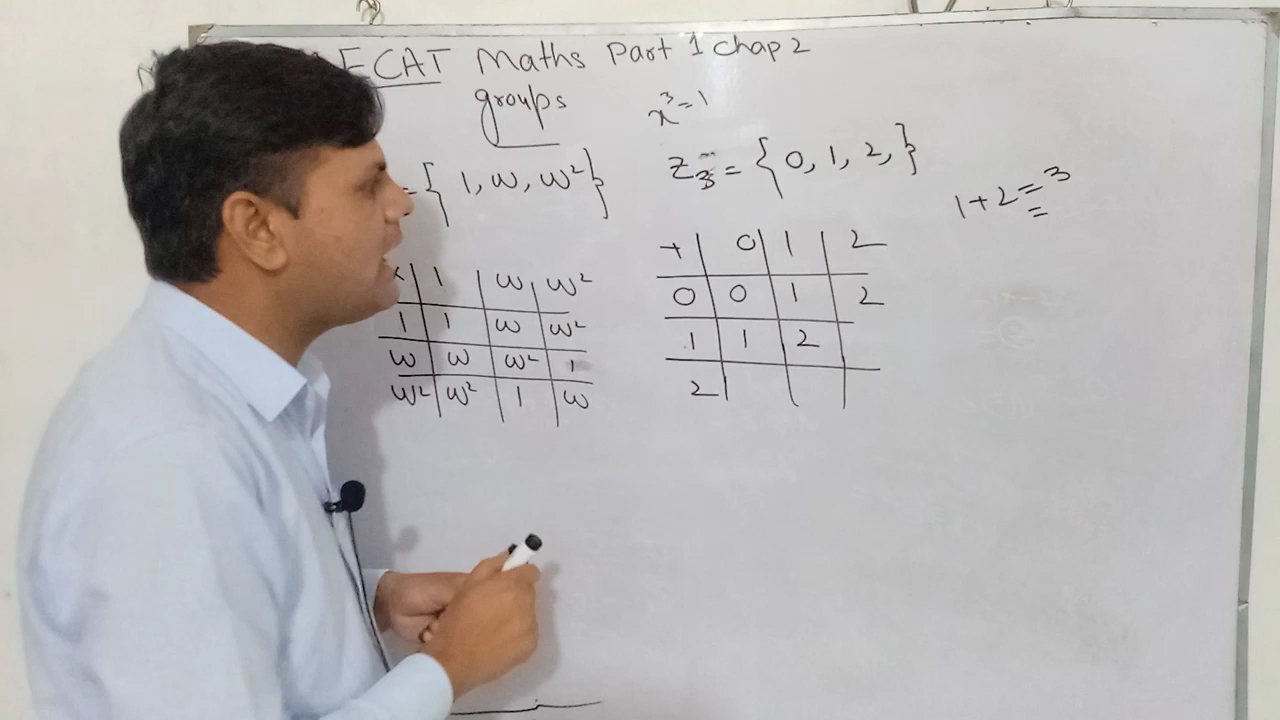 ECAT Maths Part 1 Chap 2
groups
x³=1
={1, ω, ω²}
Z₃ = {0, 1, 2,}
1+2=3
× | 1 | ω | ω²
1 | 1 | ω | ω²
ω | ω | ω² | 1
ω² | ω² | 1 | ω
+ | 0 | 1 | 2
0 | 0 | 1 | 2
1 | 1 | 2 |
2 | | |